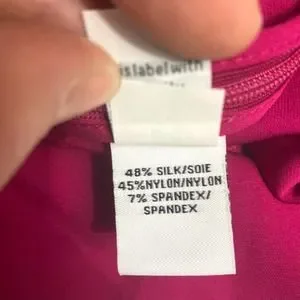 islabelwith
48% SILK/SOIE
45%NYLON/NYLON
7% SPANDEX/
SPANDEX